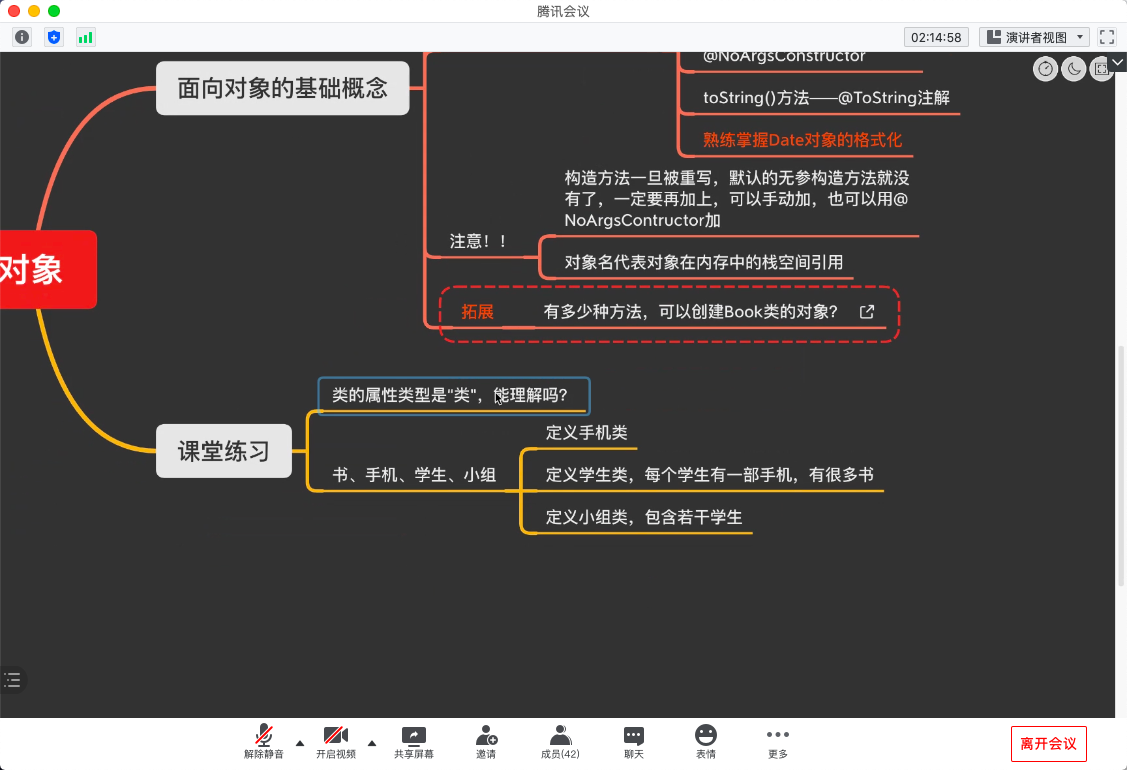 腾讯会议
02:14:58
演讲者视图
@NoArgsConstructor
面向对象的基础概念
toString()方法——@ToString注解
熟练掌握Date对象的格式化
构造方法一旦被重写，默认的无参构造方法就没
有了，一定要再加上，可以手动加，也可以用@
NoArgsContructor加
注意！！
对象名代表对象在内存中的栈空间引用
对象
拓展
有多少种方法，可以创建Book类的对象?
类的属性类型是“类"，能理解吗?
定义手机类
课堂练习
书、手机、学生、小组
定义学生类，每个学生有一部手机，有很多书
定义小组类，包含若干学生
解除静音
开启视频
共享屏幕
邀请
成员(42)
聊天
表情
更多
离开会议